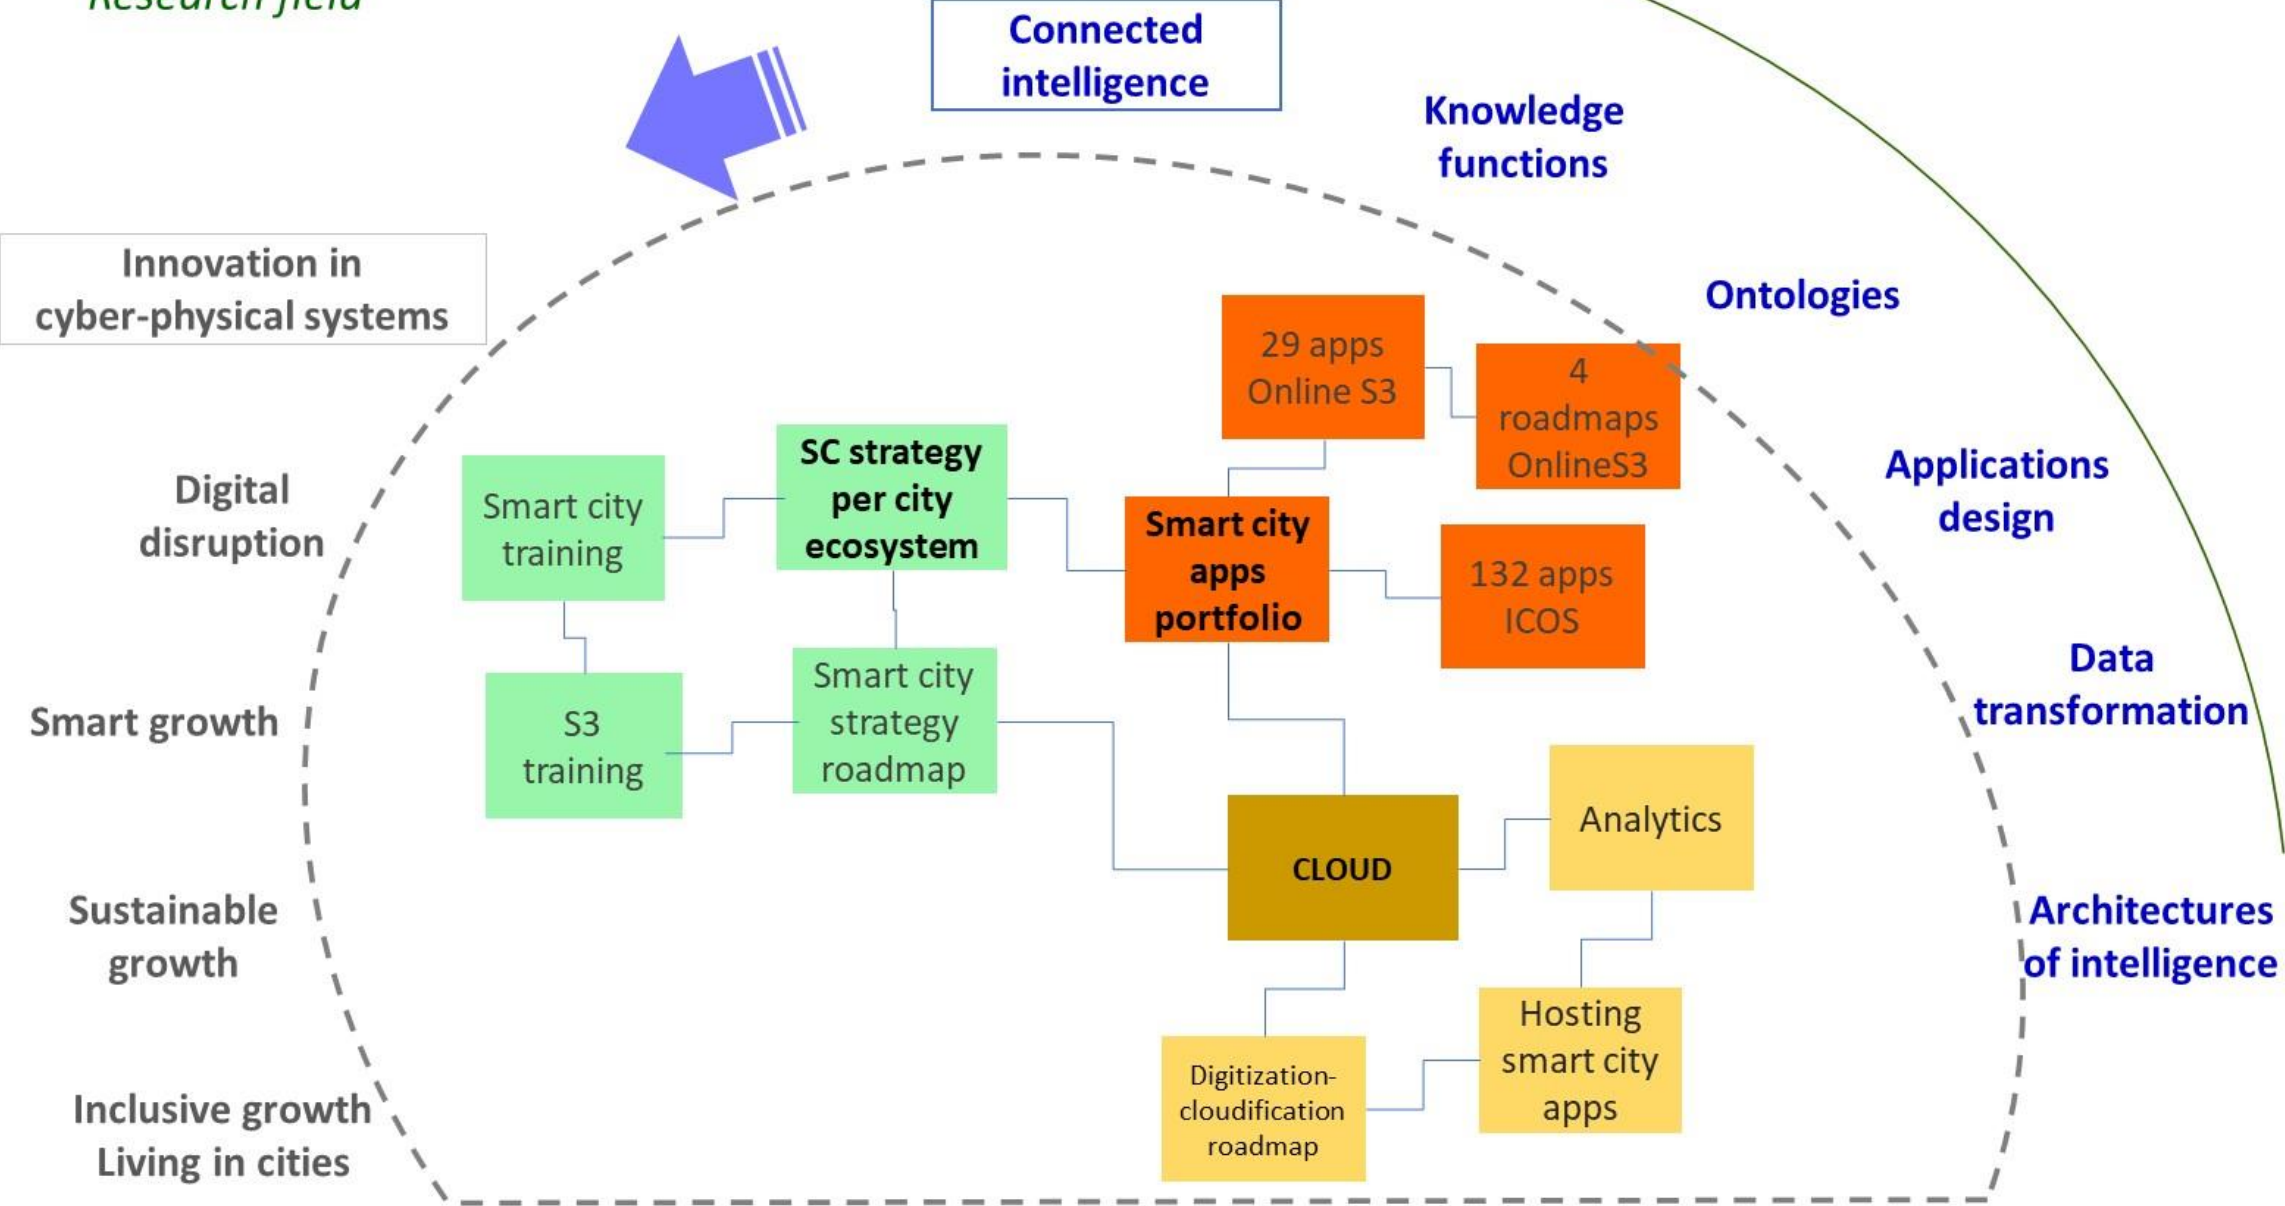 Research field
Connected
intelligence
Knowledge
functions
Innovation in
cyber-physical systems
Ontologies
29 apps
Online S3
4
roadmaps
OnlineS3
Digital
disruption
Smart city
training
SC strategy
per city
ecosystem
Smart city
apps
portfolio
132 apps
ICOS
Applications
design
Data
transformation
Smart growth
S3
training
Smart city
strategy
roadmap
CLOUD
Analytics
Sustainable
growth
Architectures
of intelligence
Digitization-
cloudification
roadmap
Hosting
smart city
apps
Inclusive growth
Living in cities